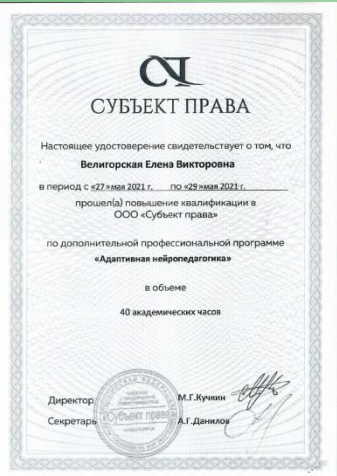 СУБЪЕКТ ПРАВА
Настоящее удостоверение свидетельствует о том, что
Велигорская Елена Викторовна
в период с «27» мая 2021 г. по «29» мая 2021 г.
прошел(а) повышение квалификации в
ООО «Субъект права»
по дополнительной профессиональной программе
«Адаптивная нейропедагогика»
в объеме
40 академических часов
Директор М.Г.Кучкин
Секретарь А.Г.Данилов
«Субъект права»